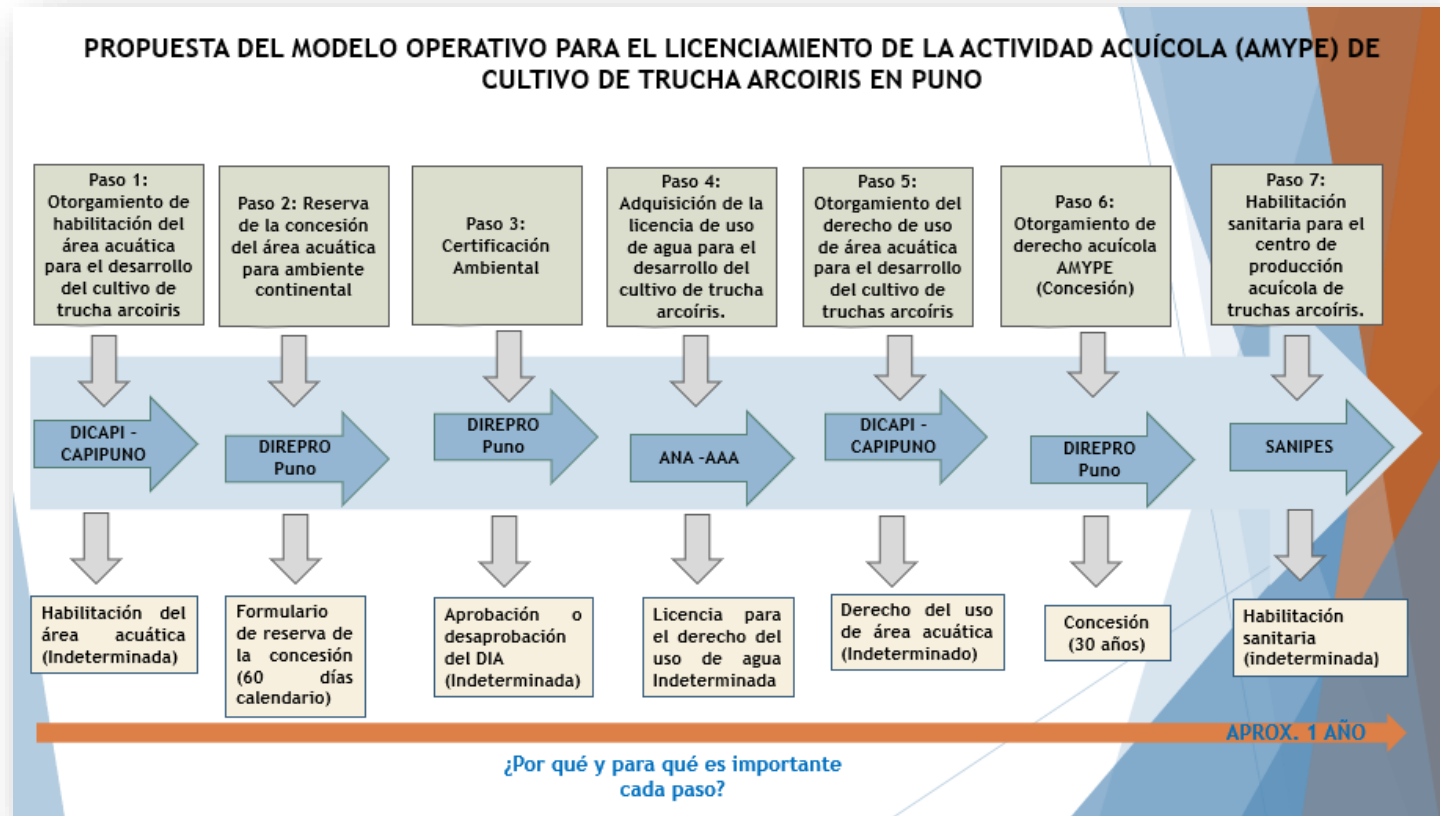 PROPUESTA DEL MODELO OPERATIVO PARA EL LICENCIAMIENTO DE LA ACTIVIDAD ACUÍCOLA (AMYPE) DE
CULTIVO DE TRUCHA ARCOIRIS EN PUNO
Paso 1:
Otorgamiento de
habilitación del
área acuática
para el desarrollo
del cultivo de
trucha arcoiris
Paso 2: Reserva
de la concesión
del área acuática
para ambiente
continental
Paso 3:
Certificación
Ambiental
Paso 4:
Adquisición de la
licencia de uso
de agua para el
desarrollo del
cultivo de trucha
arcoíris.
Paso 5:
Otorgamiento del
derecho de uso
de área acuática
para el desarrollo
del cultivo de
truchas arcoíris
Paso 6:
Otorgamiento de
derecho acuícola
AMYPE
(Concesión)
Paso 7:
Habilitación
sanitaria para el
centro de
producción
acuícola de
truchas arcoíris.
DICAPI -
CAPIPUNO
DIREPRO
Puno
DIREPRO
Puno
ANA -AAA
DICAPI -
CAPIPUNO
DIREPRO
Puno
SANIPES
Habilitación del
área acuática
(Indeterminada)
Formulario
de reserva de
la concesión
(60 días
calendario)
Aprobación o
desaprobación
del DIA
(Indeterminada)
Licencia para
el derecho del
uso de agua
Indeterminada
Derecho del uso
de área acuática
(Indeterminado)
Concesión
(30 años)
Habilitación
sanitaria
(indeterminada)
APROX. 1 AÑO
¿Por qué y para qué es importante
cada paso?